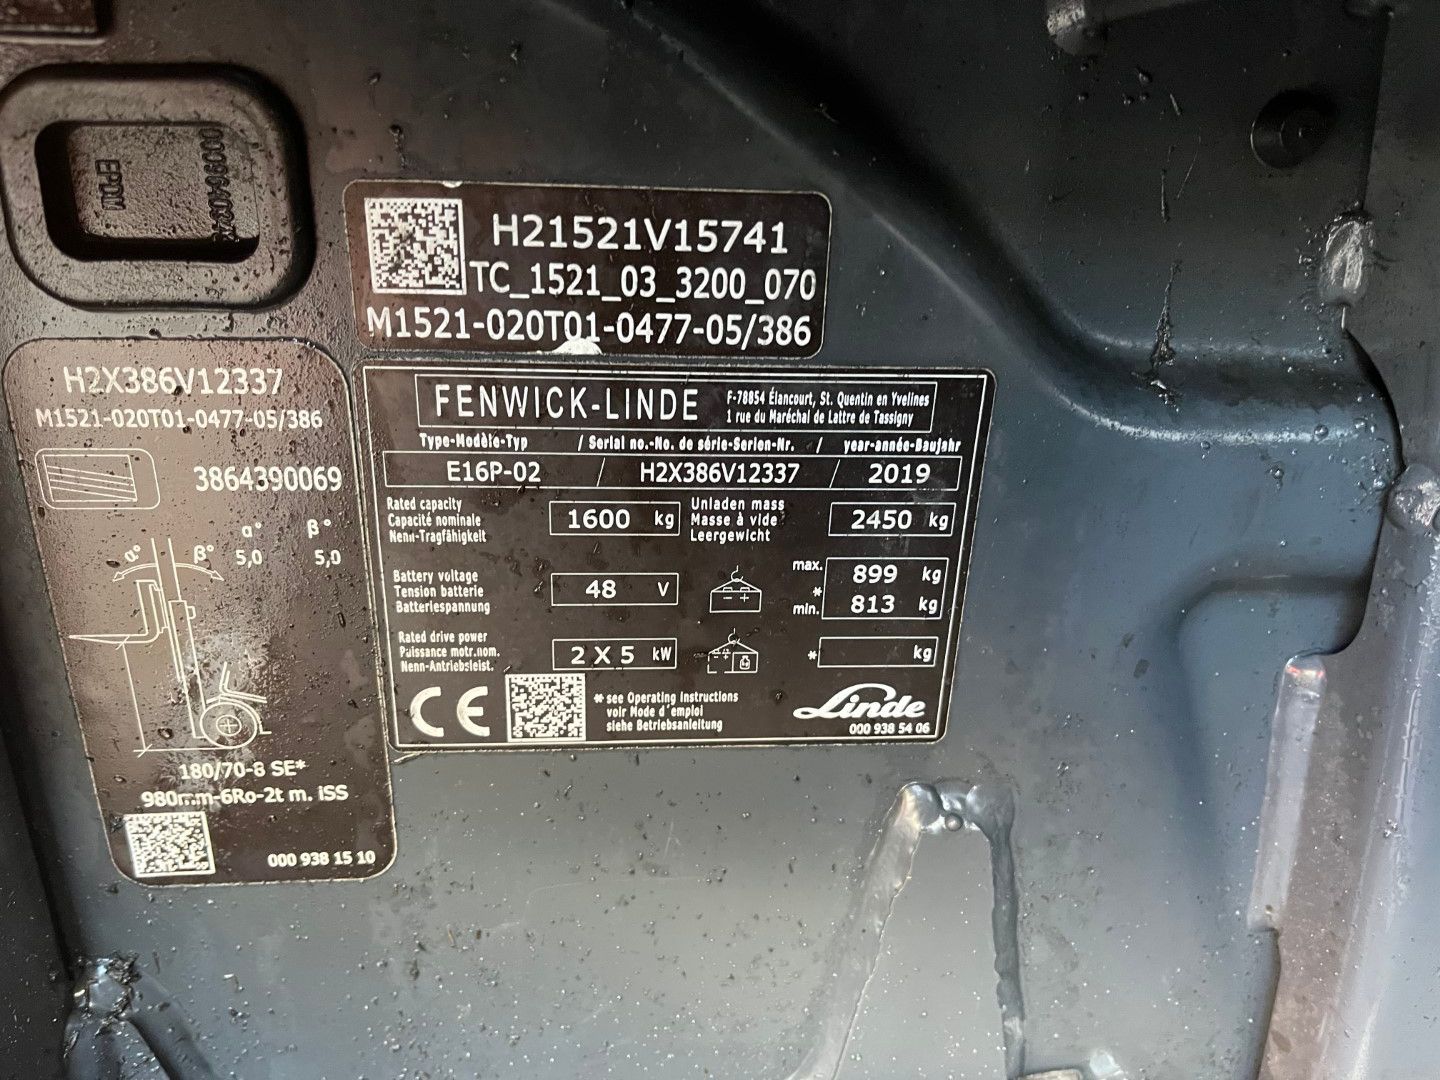 EPDM
H21521V15741
TC_1521_03_3200_070
M1521-020T01-0477-05/386
H2X386V12337
M1521-020T01-0477-05/386
3864390069
α° β°
5,0 5,0
α° β°
180/70-8 SE*
980mm-6Ro-2t m. iSS
000 938 15 10
FENWICK-LINDE
F-78854 Élancourt, St. Quentin en Yvelines
1 rue du Maréchal de Lattre de Tassigny
Type-Modèle-Typ / Serial no.-No. de série-Serien-Nr. / year-année-Baujahr
E16P-02 / H2X386V12337 / 2019
Rated capacity
Capacité nominale
Nenn-Tragfähigkeit
1600 kg
Unladen mass
Masse à vide
Leergewicht
2450 kg
Battery voltage
Tension batterie
Batteriespannung
48 V
- +
max. 899 kg
*
min. 813 kg
Rated drive power
Puissance motr.nom.
Nenn-Antriebsleist.
2 X 5 kW
- +
* kg
CE
* see Operating Instructions
voir Mode d'emploi
siehe Betriebsanleitung
Linde
000 938 54 06